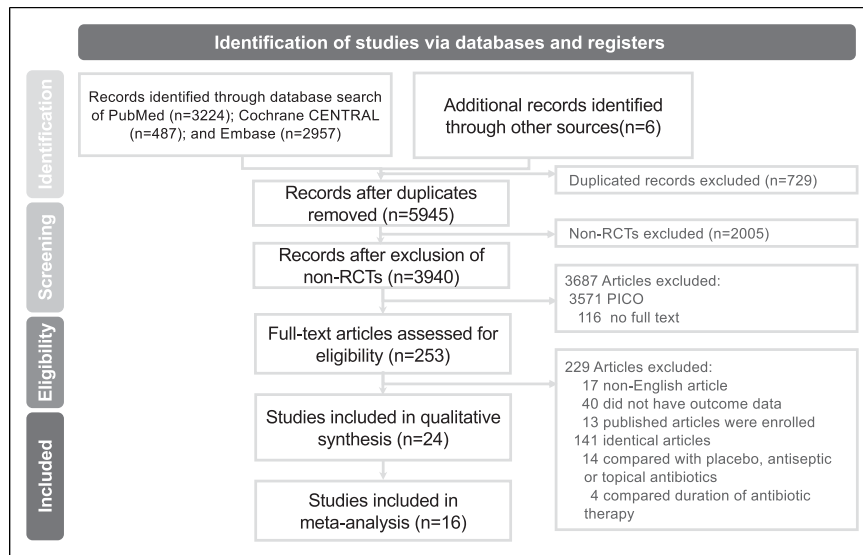 Identification of studies via databases and registers
Identification
Records identified through database search
of PubMed (n=3224); Cochrane CENTRAL
(n=487); and Embase (n=2957)
Additional records identified
through other sources(n=6)
Records after duplicates
removed (n=5945)
Duplicated records excluded (n=729)
Screening
Non-RCTs excluded (n=2005)
Records after exclusion of
non-RCTs (n=3940)
3687 Articles excluded:
3571 PICO
116 no full text
Eligibility
Full-text articles assessed for
eligibility (n=253)
229 Articles excluded:
17 non-English article
40 did not have outcome data
13 published articles were enrolled
141 identical articles
14 compared with placebo, antiseptic
or topical antibiotics
4 compared duration of antibiotic
therapy
Included
Studies included in qualitative
synthesis (n=24)
Studies included in
meta-analysis (n=16)